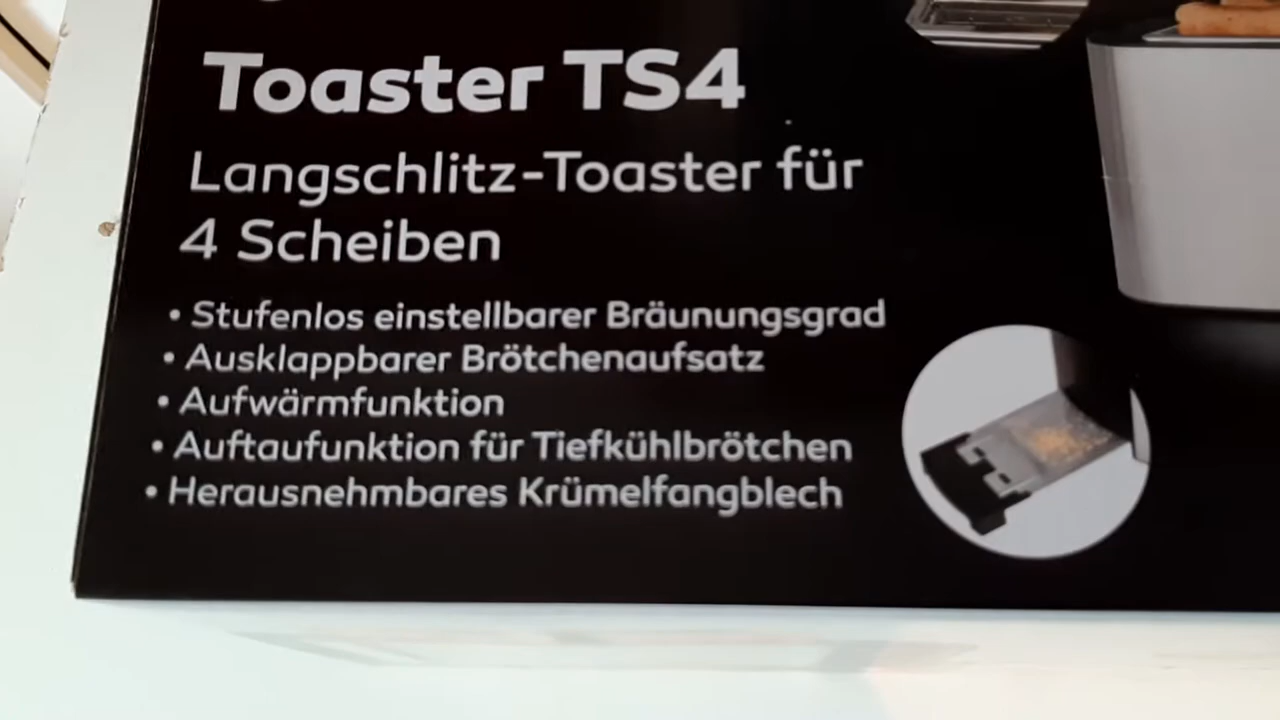 Toaster TS4
Langschlitz-Toaster für
4 Scheiben
• Stufenlos einstellbarer Bräunungsgrad
• Ausklappbarer Brötchenaufsatz
• Aufwärmfunktion
• Auftaufunktion für Tiefkühlbrötchen
• Herausnehmbares Krümelfangblech